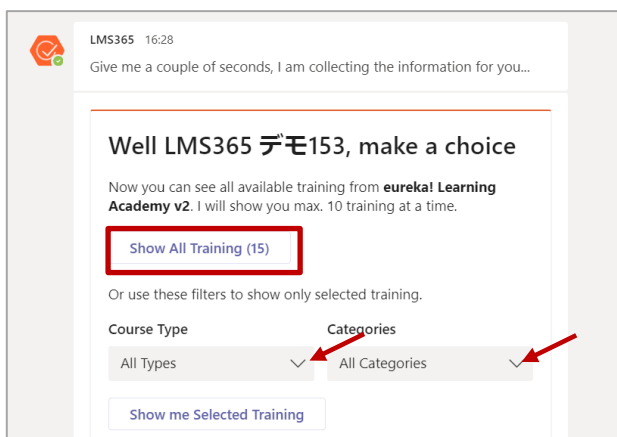 LMS365 16:28
Give me a couple of seconds, I am collecting the information for you...
Well LMS365 デモ153, make a choice
Now you can see all available training from eureka! Learning
Academy v2. I will show you max. 10 training at a time.
Show All Training (15)
Or use these filters to show only selected training.
Course Type Categories
All Types All Categories
Show me Selected Training